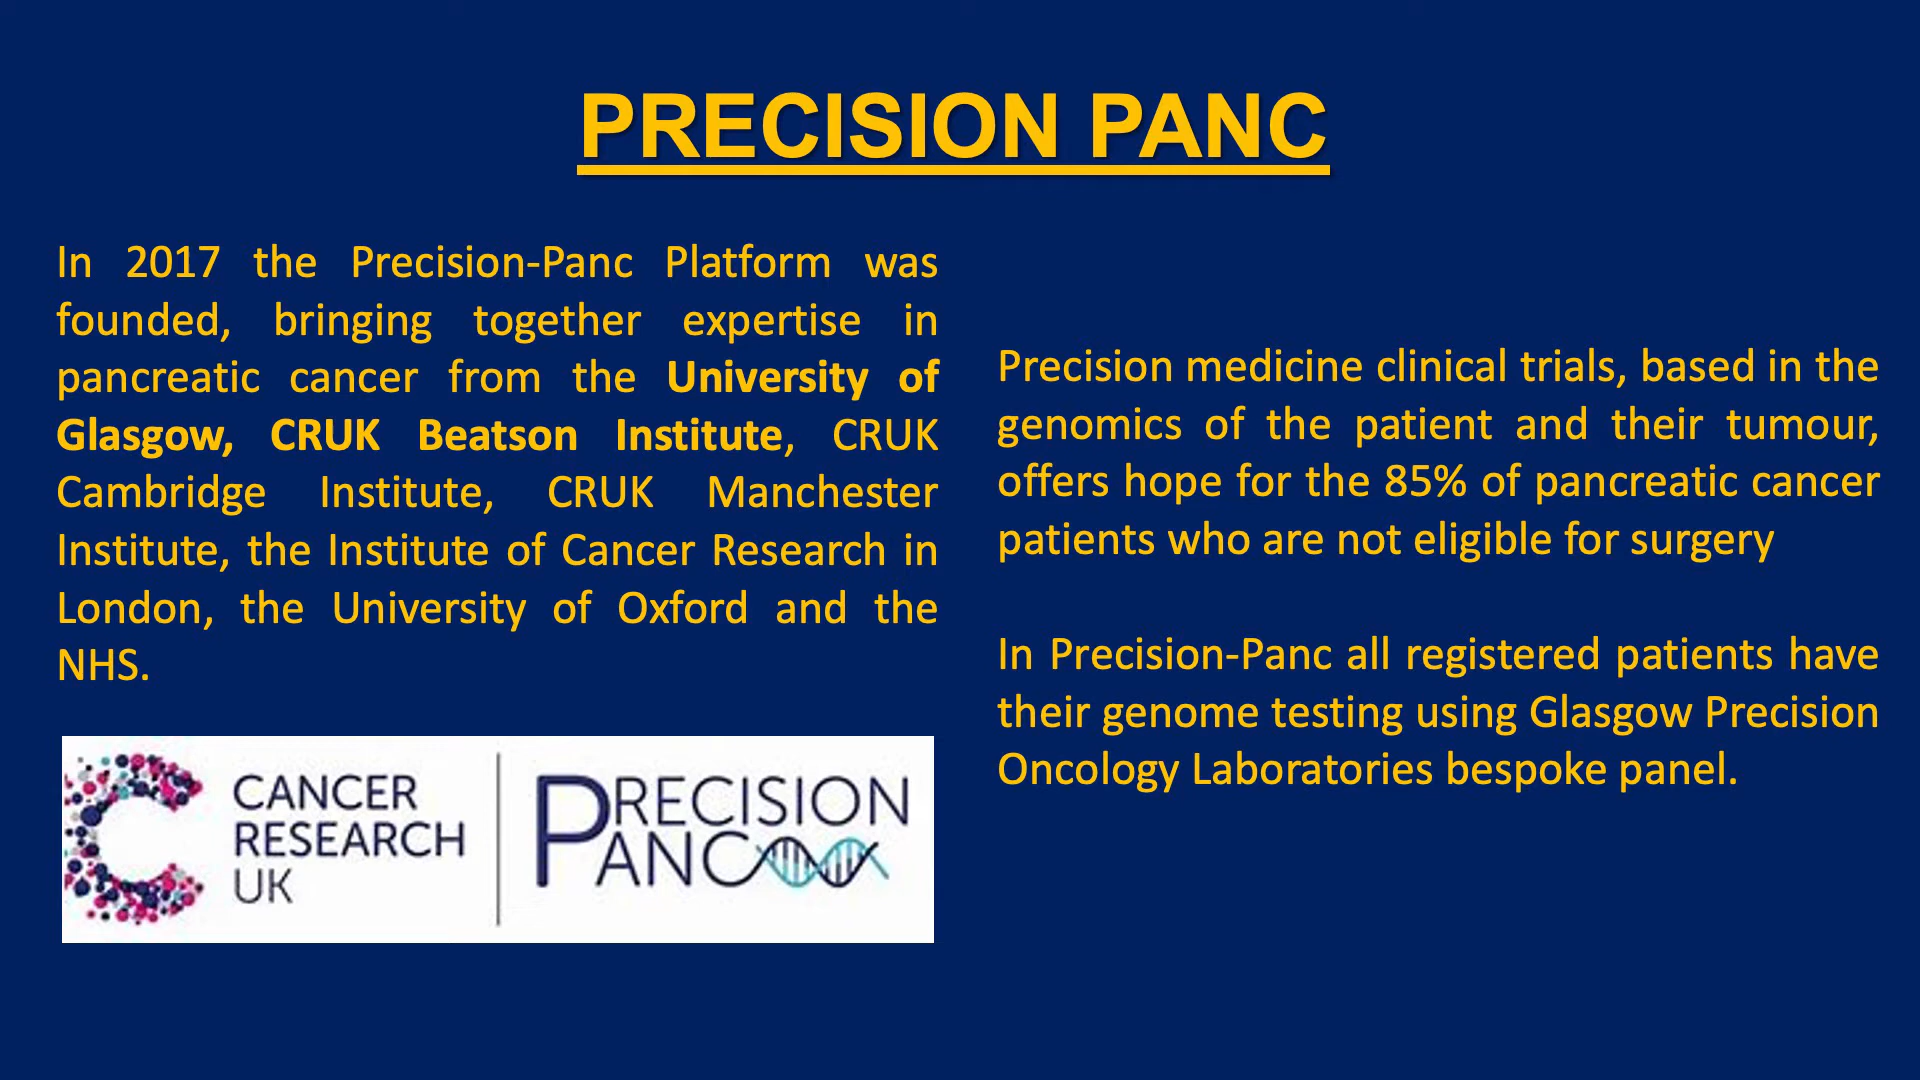 PRECISION PANC
In 2017 the Precision-Panc Platform was
founded, bringing together expertise in
pancreatic cancer from the University of
Glasgow, CRUK Beatson Institute, CRUK
Cambridge Institute, CRUK Manchester
Institute, the Institute of Cancer Research in
London, the University of Oxford and the
NHS.
CANCER
RESEARCH
UK
PRECISION
PANC
Precision medicine clinical trials, based in the
genomics of the patient and their tumour,
offers hope for the 85% of pancreatic cancer
patients who are not eligible for surgery
In Precision-Panc all registered patients have
their genome testing using Glasgow Precision
Oncology Laboratories bespoke panel.